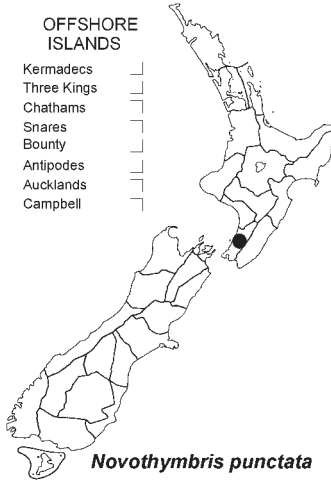 OFFSHORE
ISLANDS
Kermadecs
Three Kings
Chathams
Snares
Bounty
Antipodes
Aucklands
Campbell
Novothymbris punctata